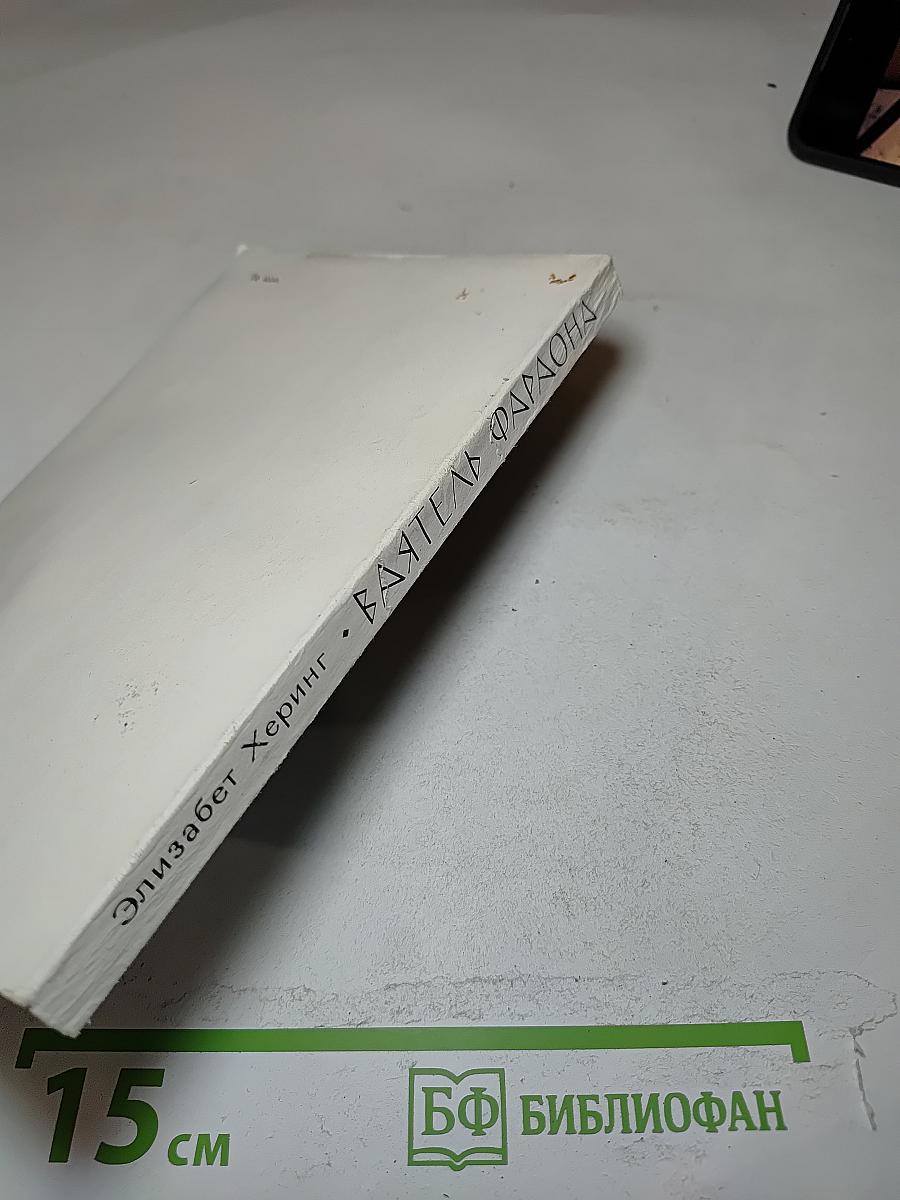 Элизабет Херинг • ВАЯТЕЛЬ ФАРАОНА
15 см
БФ БИБЛИОФАН